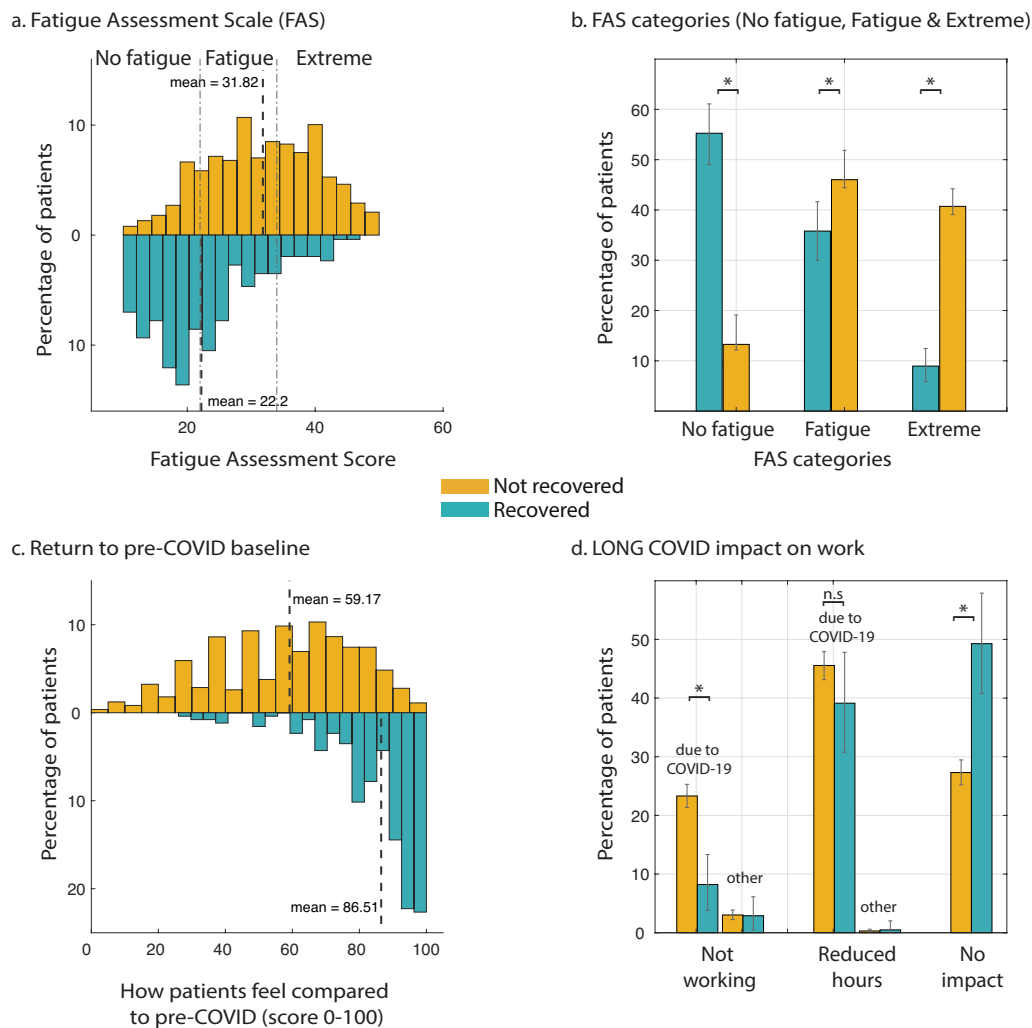 a. Fatigue Assessment Scale (FAS)
No fatigue
Fatigue
Extreme
mean = 31.82
10
0
10
Percentage of patients
mean = 22.2
20
40
60
Fatigue Assessment Score
b. FAS categories (No fatigue, Fatigue & Extreme)
*
*
*
60
50
40
30
20
10
Percentage of patients
No fatigue
Fatigue
Extreme
FAS categories
Not recovered
Recovered
c. Return to pre-COVID baseline
mean = 59.17
10
0
10
20
Percentage of patients
mean = 86.51
0
20
40
60
80
100
How patients feel compared
to pre-COVID (score 0-100)
d. LONG COVID impact on work
n.s
due to
COVID-19
*
*
due to
COVID-19
other
other
50
40
30
20
10
0
Percentage of patients
Not
working
Reduced
hours
No
impact